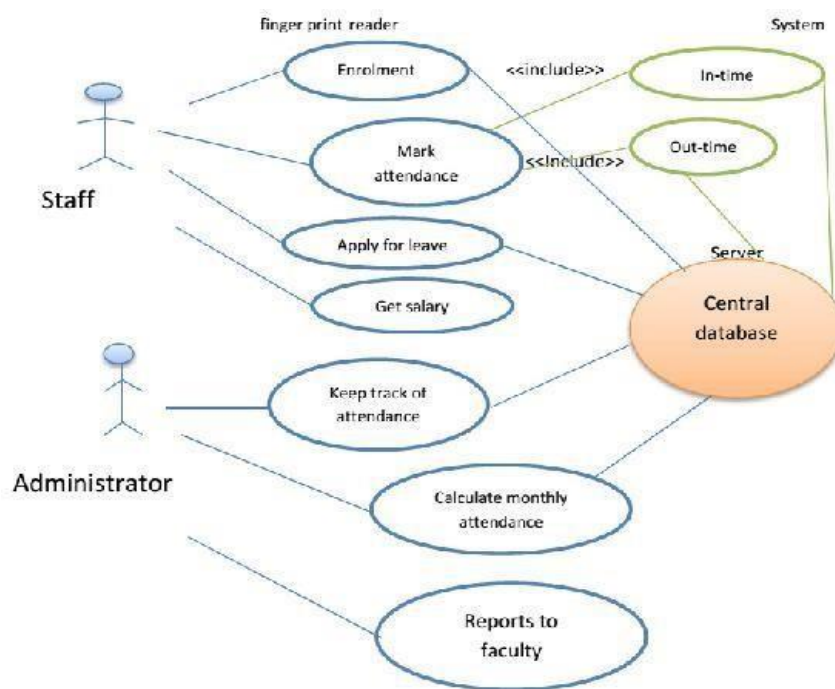 finger print reader
System
Enrolment
<<include>>
In-time
Mark
attendance
<<include>>
Out-time
Staff
Apply for leave
Server
Get salary
Central
database
Keep track of
attendance
Administrator
Calculate monthly
attendance
Reports to
faculty